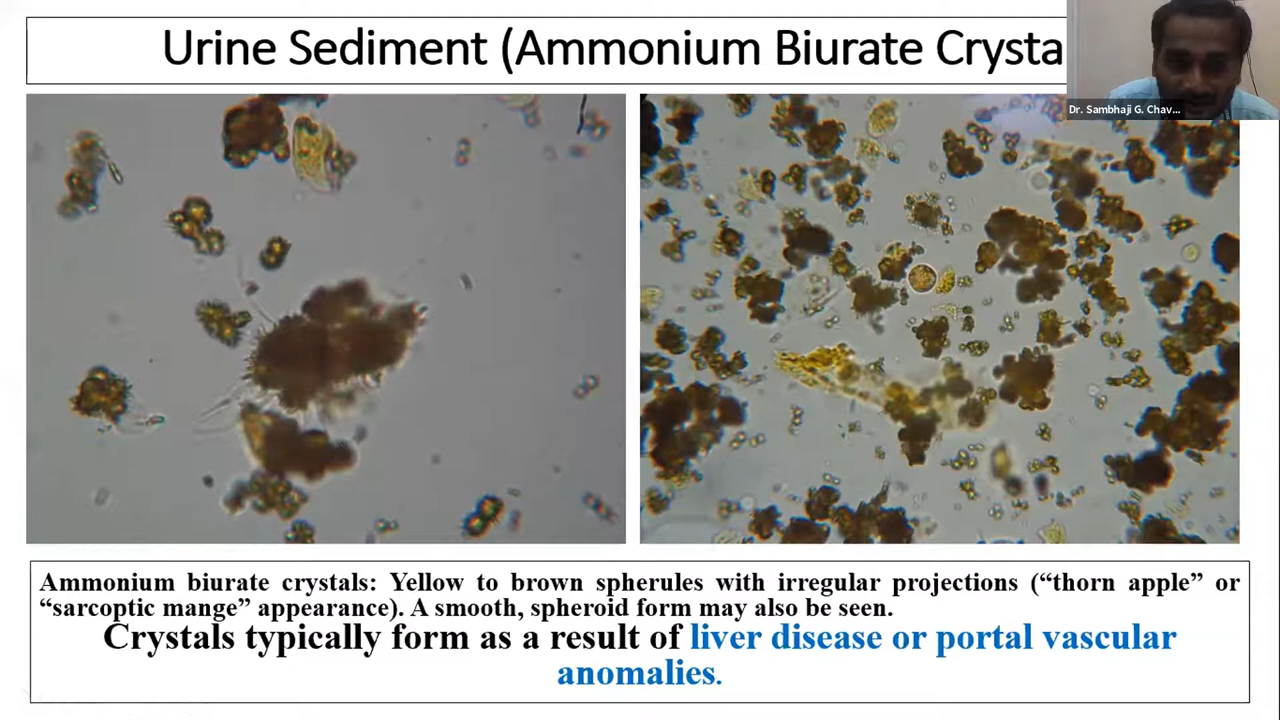 Urine Sediment (Ammonium Biurate Crysta
Dr. Sambhaji G. Chav...
Ammonium biurate crystals: Yellow to brown spherules with irregular projections (“thorn apple” or
“sarcoptic mange” appearance). A smooth, spheroid form may also be seen.
Crystals typically form as a result of liver disease or portal vascular
anomalies.